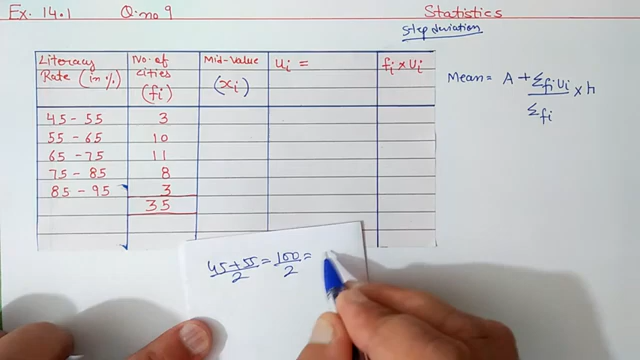 Ex. 14.1 Q.no 9 Statistics
Step deviation
Literacy Rate (in %) No. of cities (fi) Mid-Value (xi) ui = fi × ui
Mean = A + Σfiui / Σfi × h
45 - 55 3
55 - 65 10
65 - 75 11
75 - 85 8
85 - 95 3
35
45+55 / 2 = 100 / 2 =